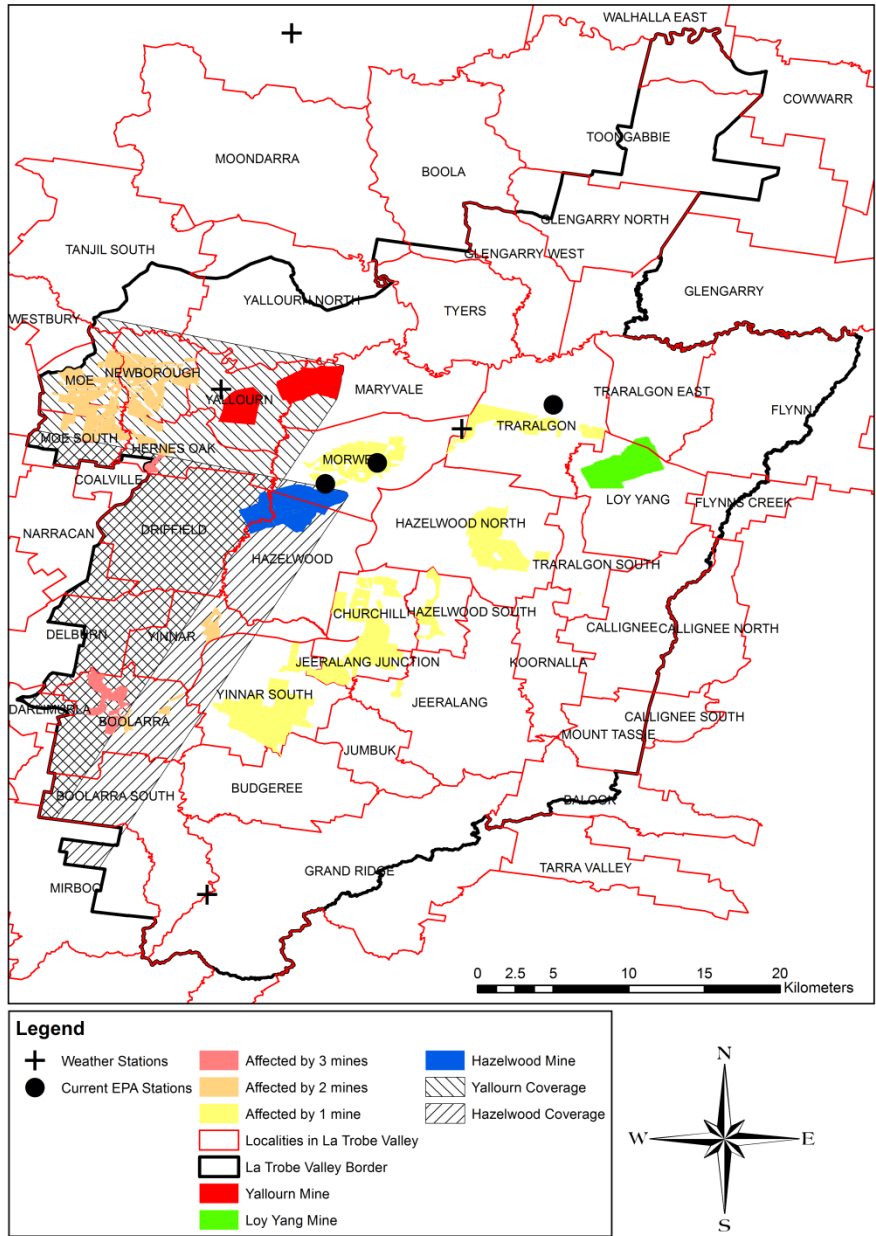 WALHALLA EAST
COWWARR
TOONGABBIE
MOONDARRA
BOOLA
GLENGARRY NORTH
TANJIL SOUTH
GLENGARRY WEST
GLENGARRY
YALLOURN NORTH
TYERS
WESTBURY
NEWBOROUGH
MOE
MARYVALE
TRARALGON EAST
YALLOURN
FLYNN
TRARALGON
MOE SOUTH
HERNES OAK
MORWE
COALVILLE
LOY YANG
FLYNNS CREEK
HAZELWOOD NORTH
DRIFFIELD
NARRACAN
HAZELWOOD
TRARALGON SOUTH
CHURCHILL
HAZELWOOD SOUTH
CALLIGNEE
CALLIGNEE NORTH
DELBURN
YINNAR
JEERALANG JUNCTION
KOORNALLA
YINNAR SOUTH
JEERALANG
DARLIMURLA
BOOLARRA
CALLIGNEE SOUTH
MOUNT TASSIE
JUMBUK
BUDGEREE
BOOLARRA SOUTH
BALOOK
GRAND RIDGE
TARRA VALLEY
MIRBOO
0 2.5 5 10 15 20
Kilometers
Legend
Weather Stations
Current EPA Stations
Affected by 3 mines
Affected by 2 mines
Affected by 1 mine
Localities in La Trobe Valley
La Trobe Valley Border
Yallourn Mine
Loy Yang Mine
Hazelwood Mine
Yallourn Coverage
Hazelwood Coverage
N
W E
S